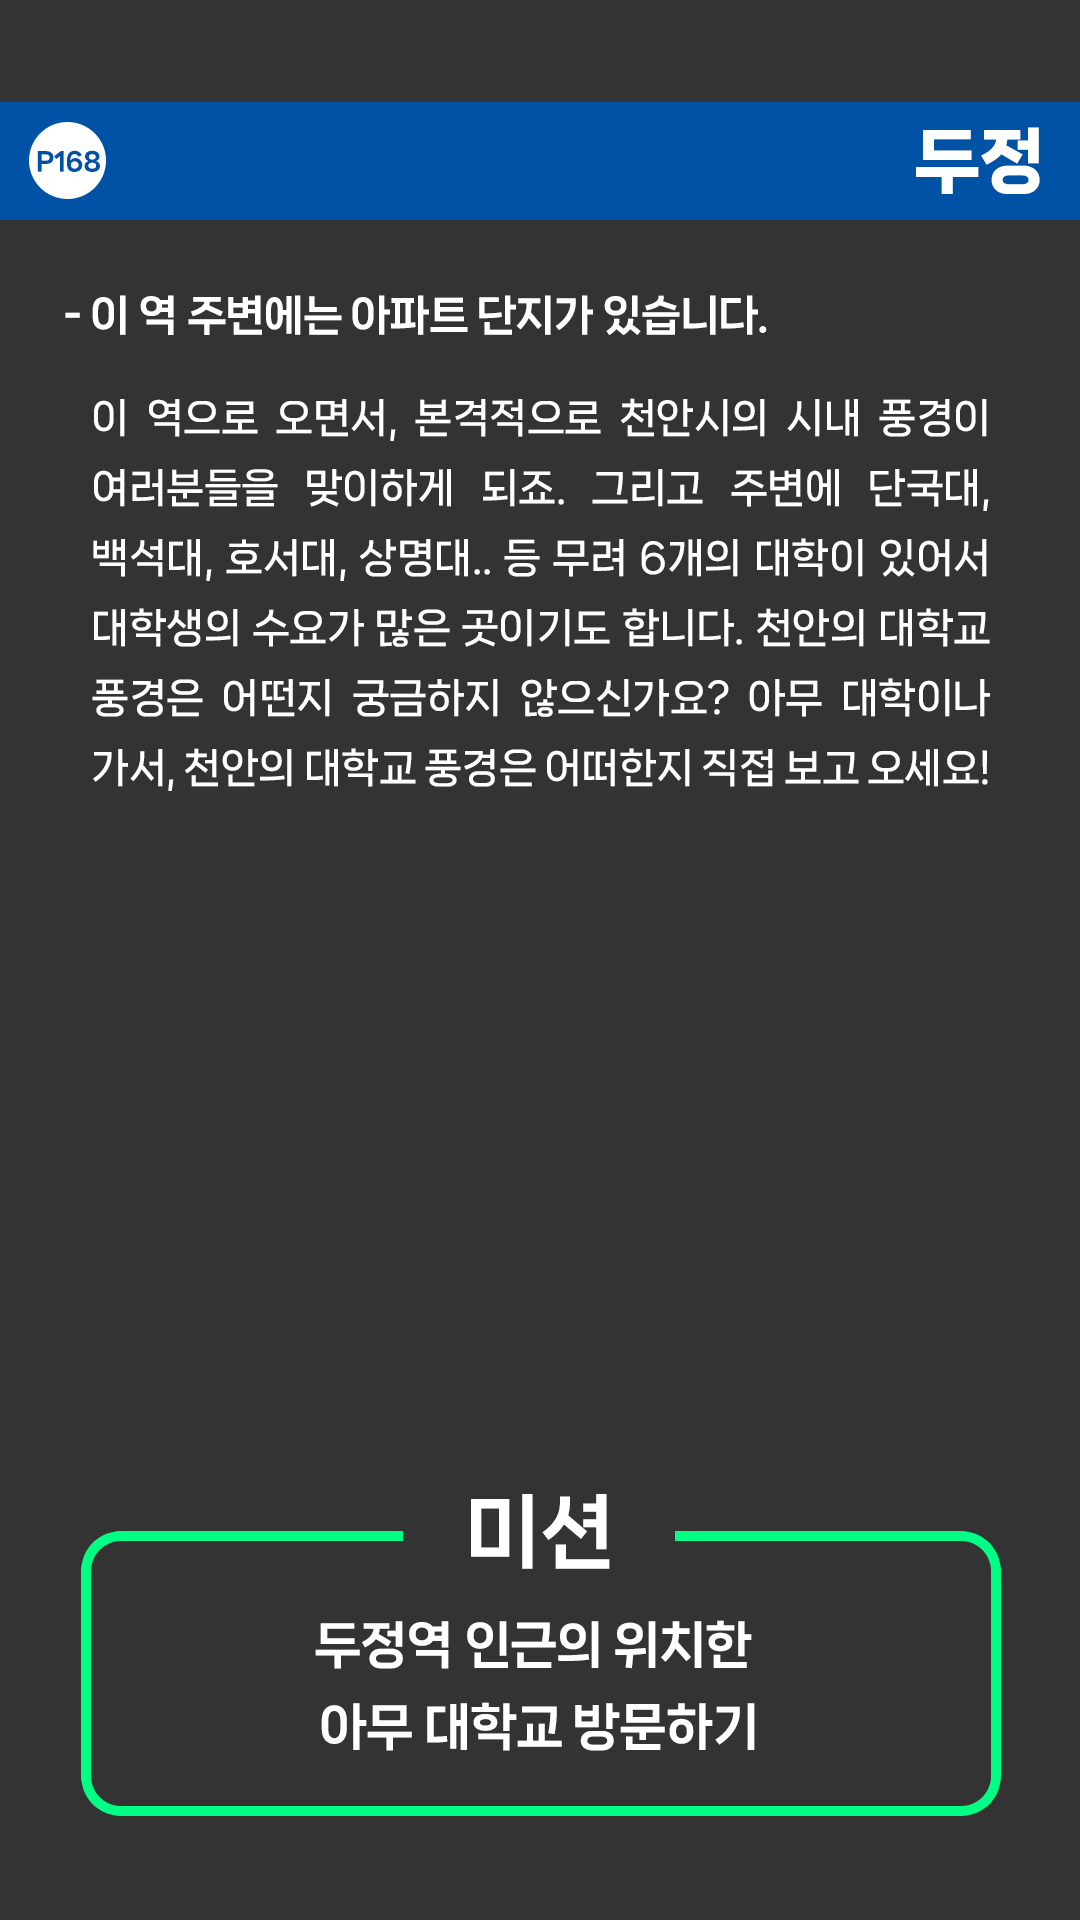 P168
두정
- 이 역 주변에는 아파트 단지가 있습니다.
이 역으로 오면서, 본격적으로 천안시의 시내 풍경이
여러분들을 맞이하게 되죠. 그리고 주변에 단국대,
백석대, 호서대, 상명대.. 등 무려 6개의 대학이 있어서
대학생의 수요가 많은 곳이기도 합니다. 천안의 대학교
풍경은 어떤지 궁금하지 않으신가요? 아무 대학이나
가서, 천안의 대학교 풍경은 어떠한지 직접 보고 오세요!
미션
두정역 인근의 위치한
아무 대학교 방문하기